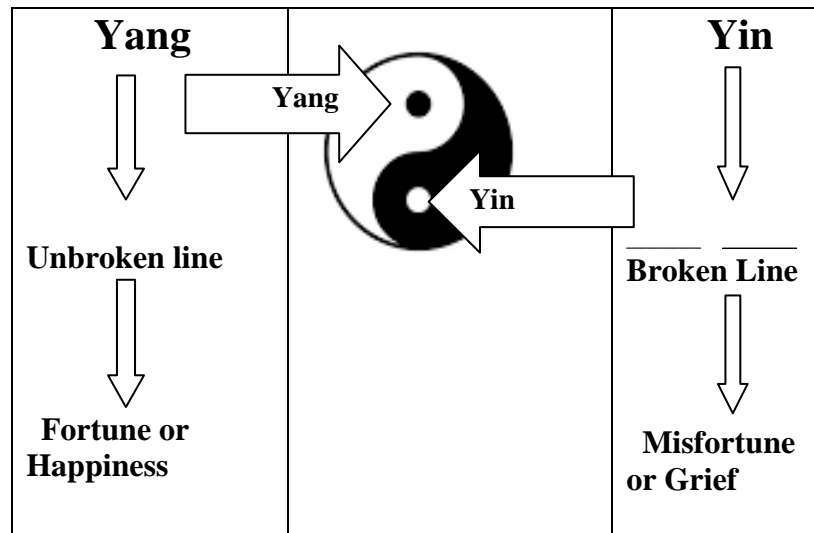 Yang
Yin
Yang
Yin
Unbroken line
Broken Line
Fortune or
Happiness
Misfortune
or Grief